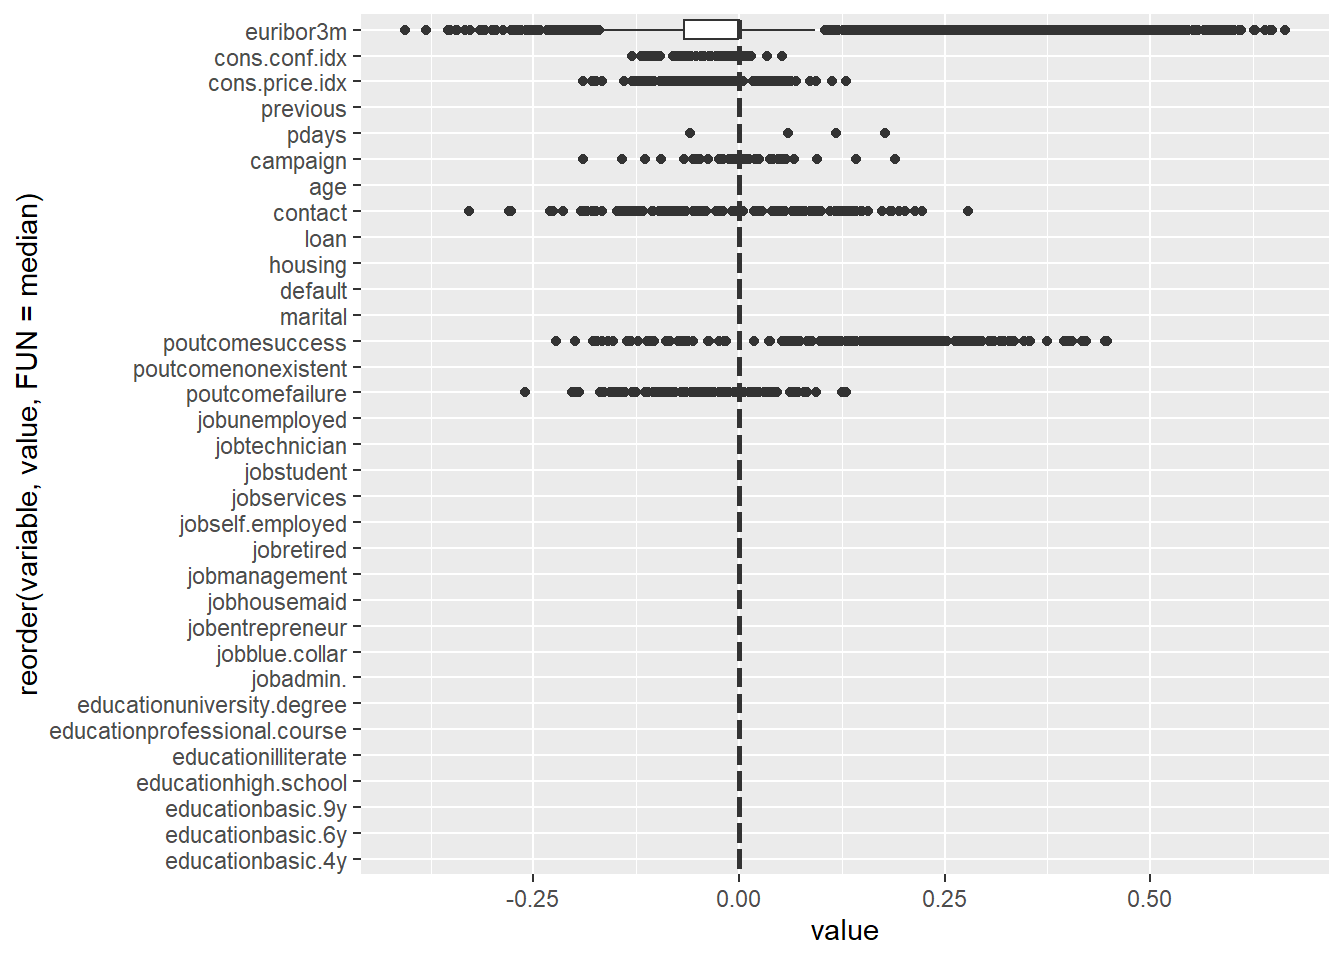 reorder(variable, value, FUN = median)
euribor3m
cons.conf.idx
cons.price.idx
previous
pdays
campaign
age
contact
loan
housing
default
marital
poutcomesuccess
poutcomenonexistent
poutcomefailure
jobunemployed
jobtechnician
jobstudent
jobservices
jobself.employed
jobretired
jobmanagement
jobhousemaid
jobentrepreneur
jobblue.collar
jobadmin.
educationuniversity.degree
educationprofessional.course
educationilliterate
educationhigh.school
educationbasic.9y
educationbasic.6y
educationbasic.4y
-0.25 0.00 0.25 0.50
value